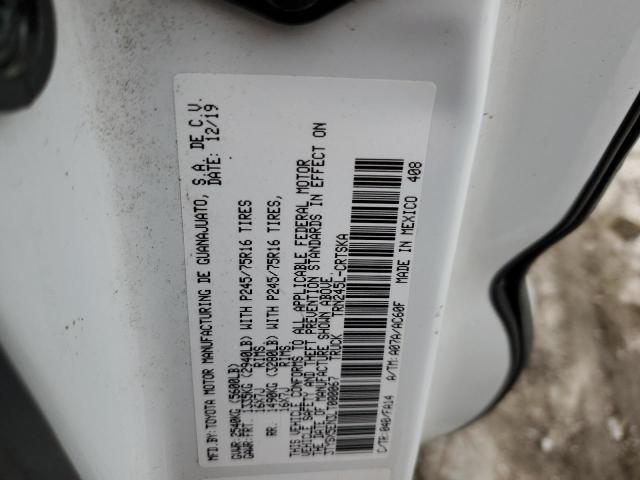 MFD.BY: TOYOTA MOTOR MANUFACTURING DE GUANAJUATO, S.A. DE C.V.
DATE: 12/19
GVWR: 2540KG (5600LB)
GAWR: FRT. 1335KG (2940LB) WITH P245/75R16 TIRES
16X7J RIMS,
RR. 1490KG (3280LB) WITH P245/75R16 TIRES,
16X7J RIMS,
THIS VEHICLE CONFORMS TO ALL APPLICABLE FEDERAL MOTOR
VEHICLE SAFETY AND THEFT PREVENTION STANDARDS IN EFFECT ON
THE DATE OF MANUFACTURE SHOWN ABOVE.
TRUCK TRN245L-CRTSKA
C/TR: 040/FA14 A/TM: A07A/AC60F MADE IN MEXICO 408